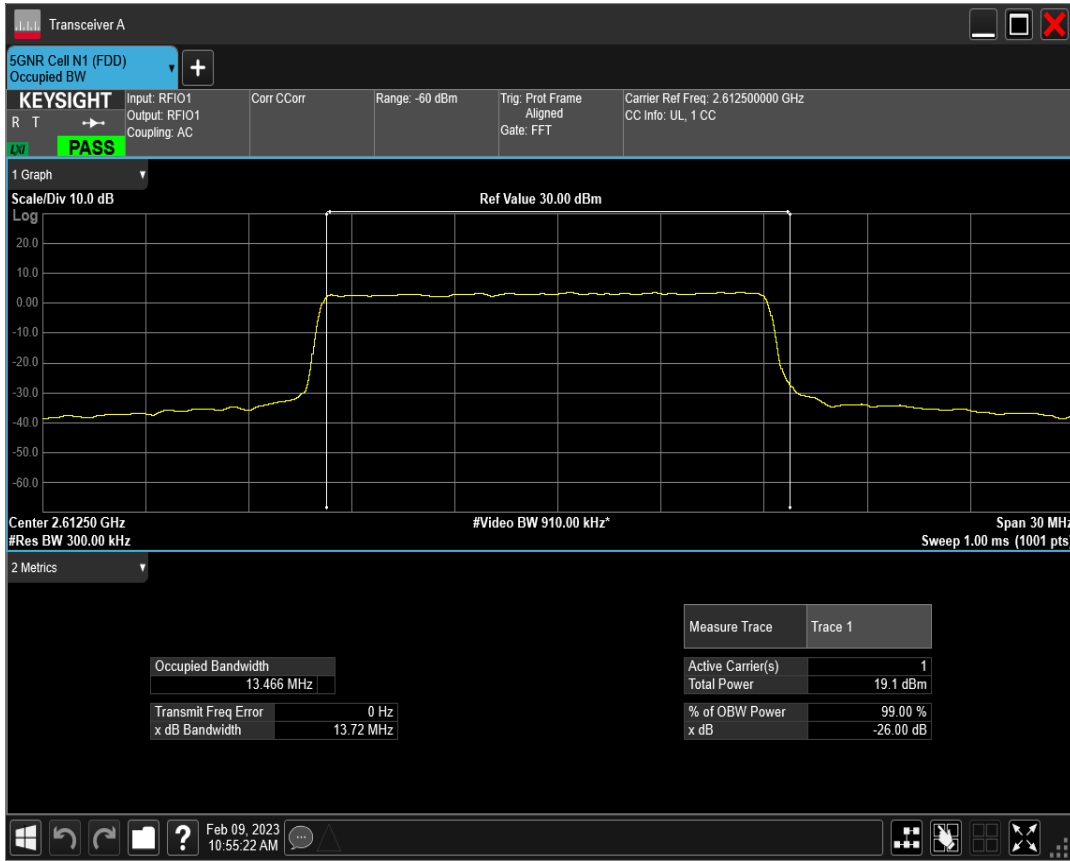 Transceiver A
5GNR Cell N1 (FDD)
Occupied BW
+
KEYSIGHT
R T
LXI
PASS
Input: RFIO1
Output: RFIO1
Coupling: AC
Corr CCorr
Range: -60 dBm
Trig: Prot Frame
Aligned
Gate: FFT
Carrier Ref Freq: 2.612500000 GHz
CC Info: UL, 1 CC
1 Graph
Scale/Div 10.0 dB
Ref Value 30.00 dBm
Log
20.0
10.0
0.00
-10.0
-20.0
-30.0
-40.0
-50.0
-60.0
Center 2.61250 GHz
#Video BW 910.00 kHz*
Span 30 MHz
#Res BW 300.00 kHz
Sweep 1.00 ms (1001 pts)
2 Metrics
Measure Trace Trace 1
Occupied Bandwidth
13.466 MHz
Active Carrier(s) 1
Total Power 19.1 dBm
Transmit Freq Error 0 Hz
x dB Bandwidth 13.72 MHz
% of OBW Power 99.00 %
x dB -26.00 dB
?
Feb 09, 2023
10:55:22 AM